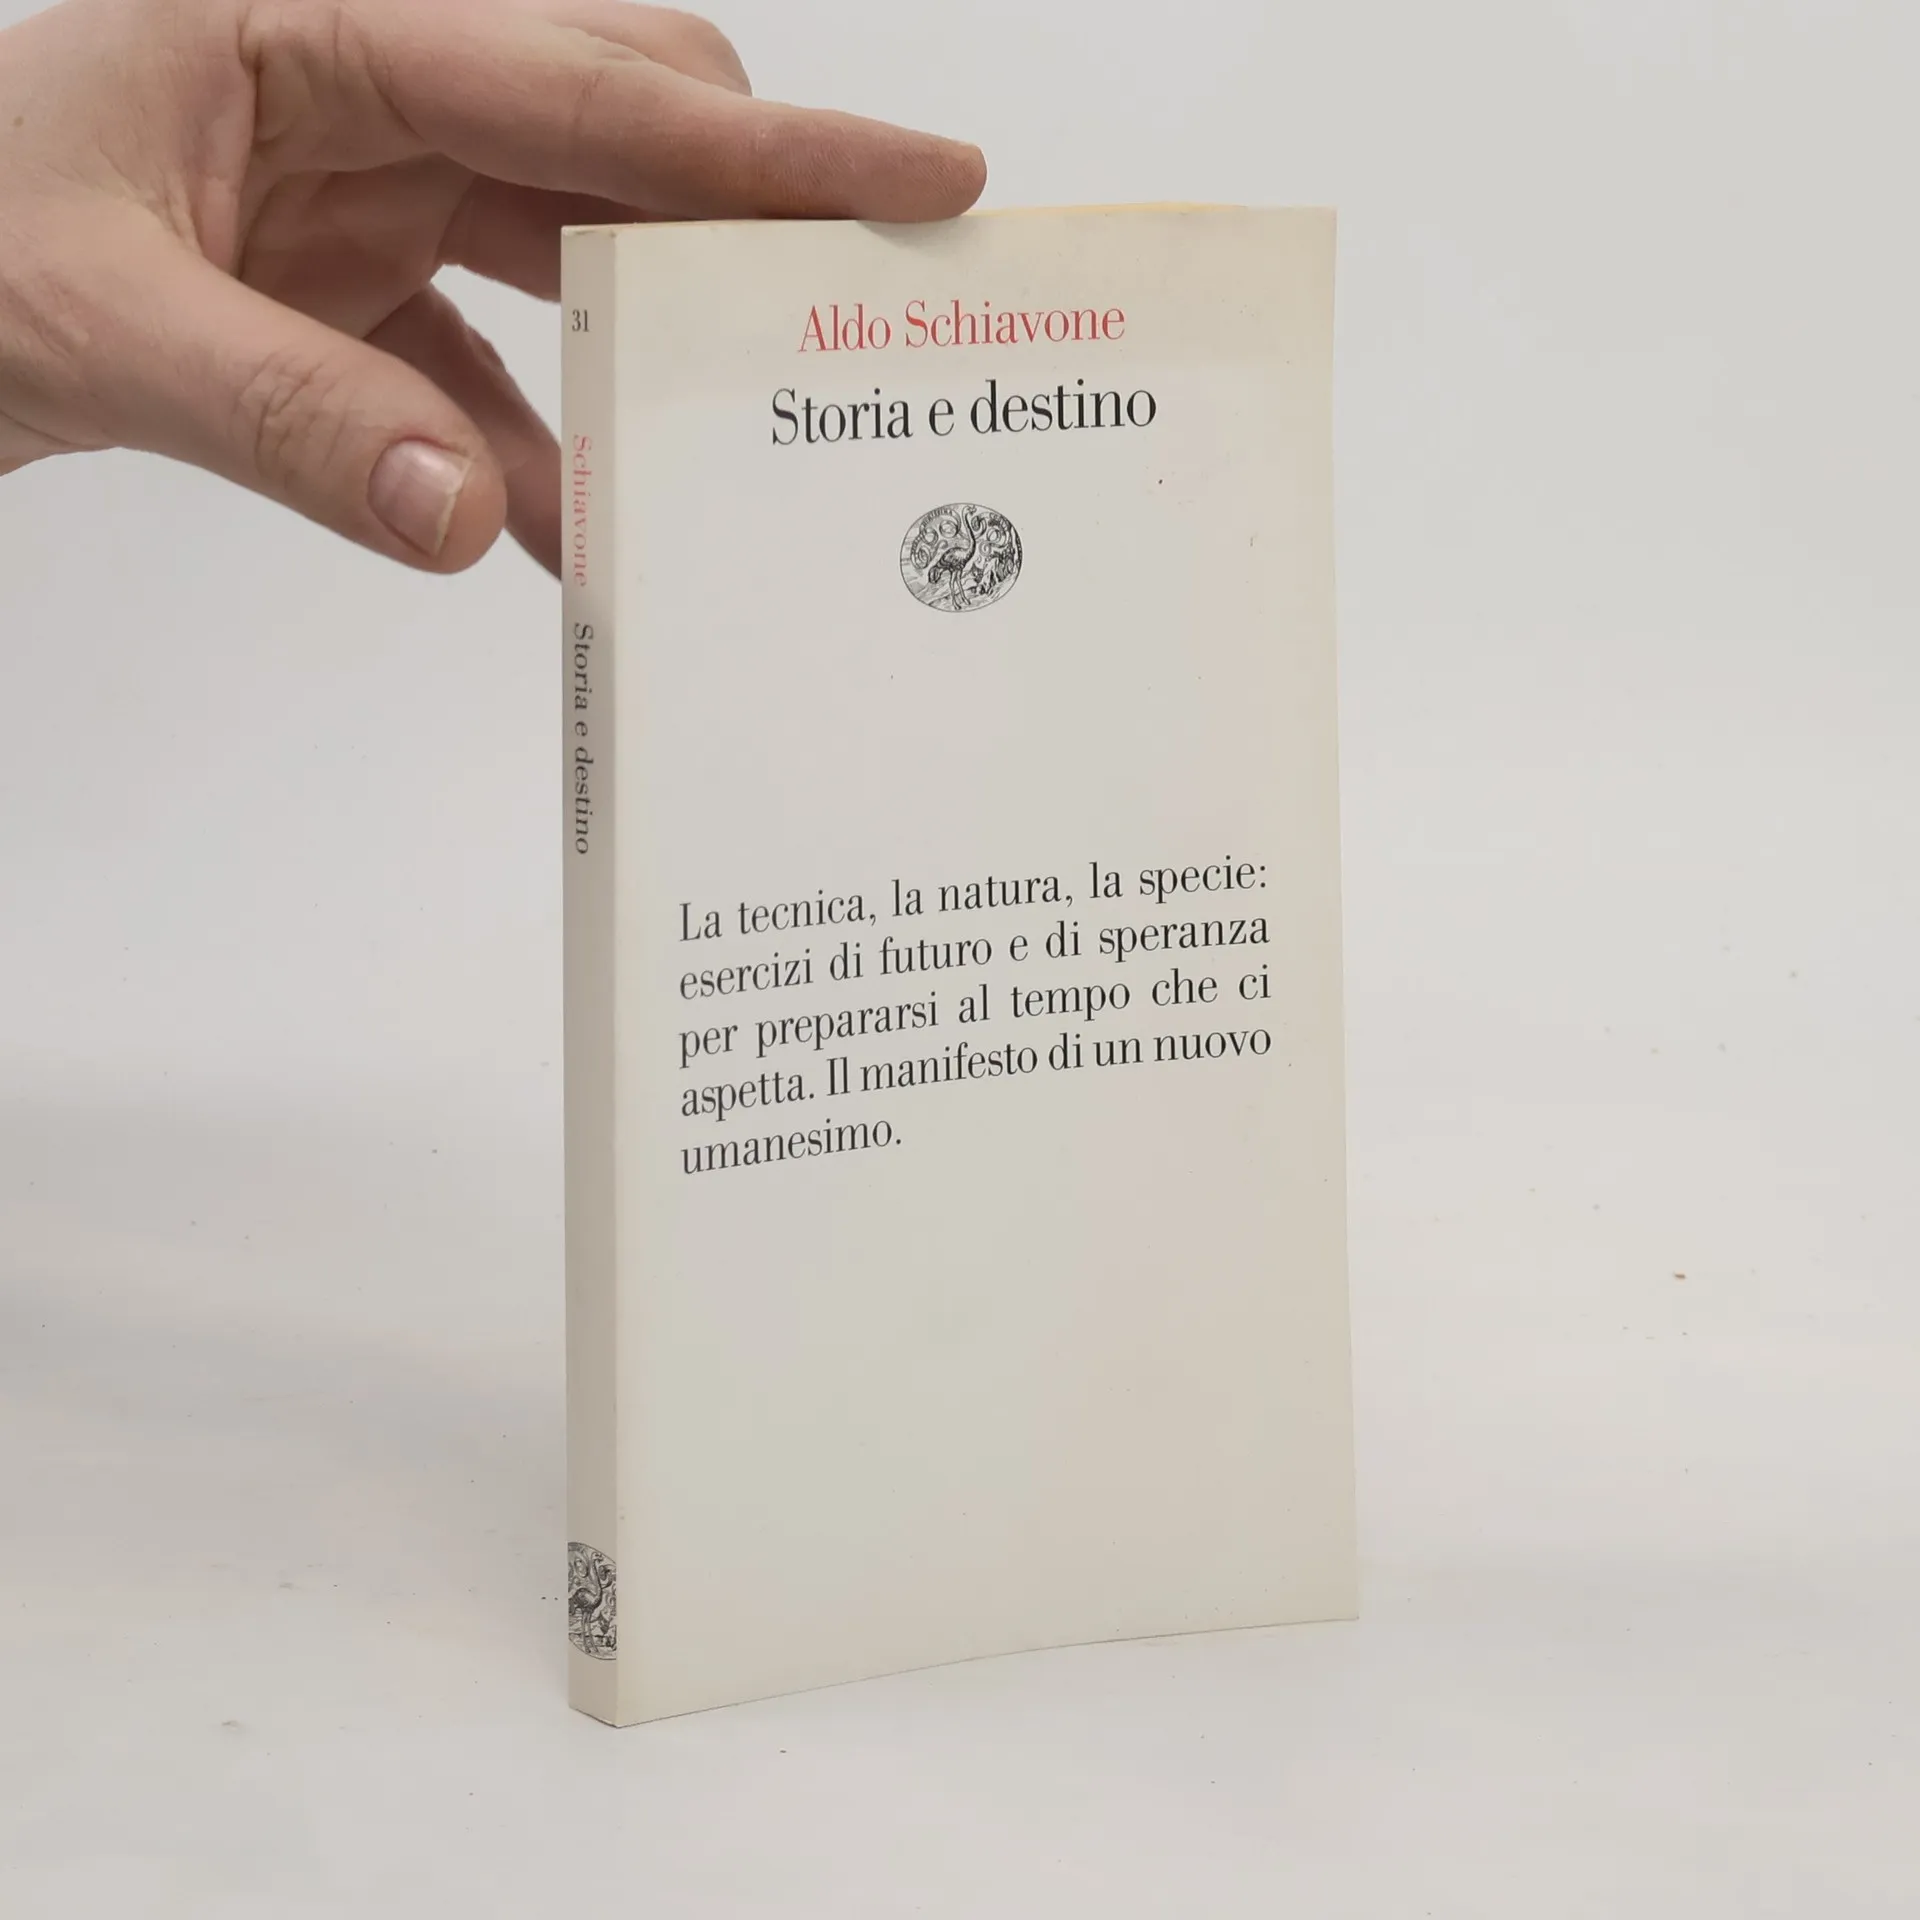 31
Schiavone Storia e destino
Aldo Schiavone
Storia e destino
La tecnica, la natura, la specie:
esercizi di futuro e di speranza
per prepararsi al tempo che ci
aspetta. Il manifesto di un nuovo
umanesimo.